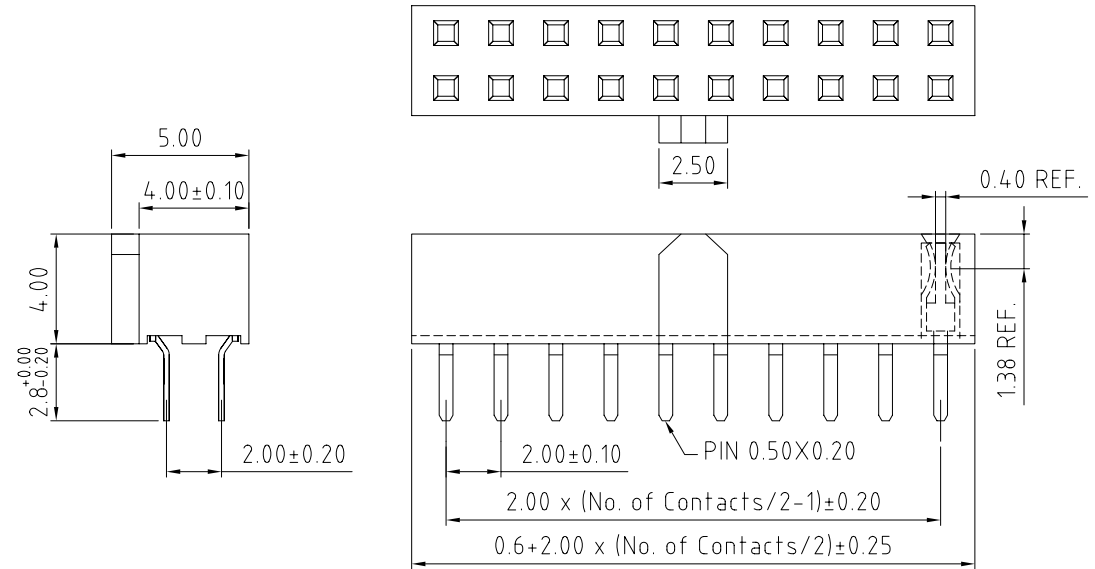 5.00
2.50
0.40 REF.
4.00±0.10
4.00
1.38 REF.
2.8+0.00-0.20
2.00±0.20
2.00±0.10
PIN 0.50X0.20
2.00 x (No. of Contacts/2-1)±0.20
0.6+2.00 x (No. of Contacts/2)±0.25